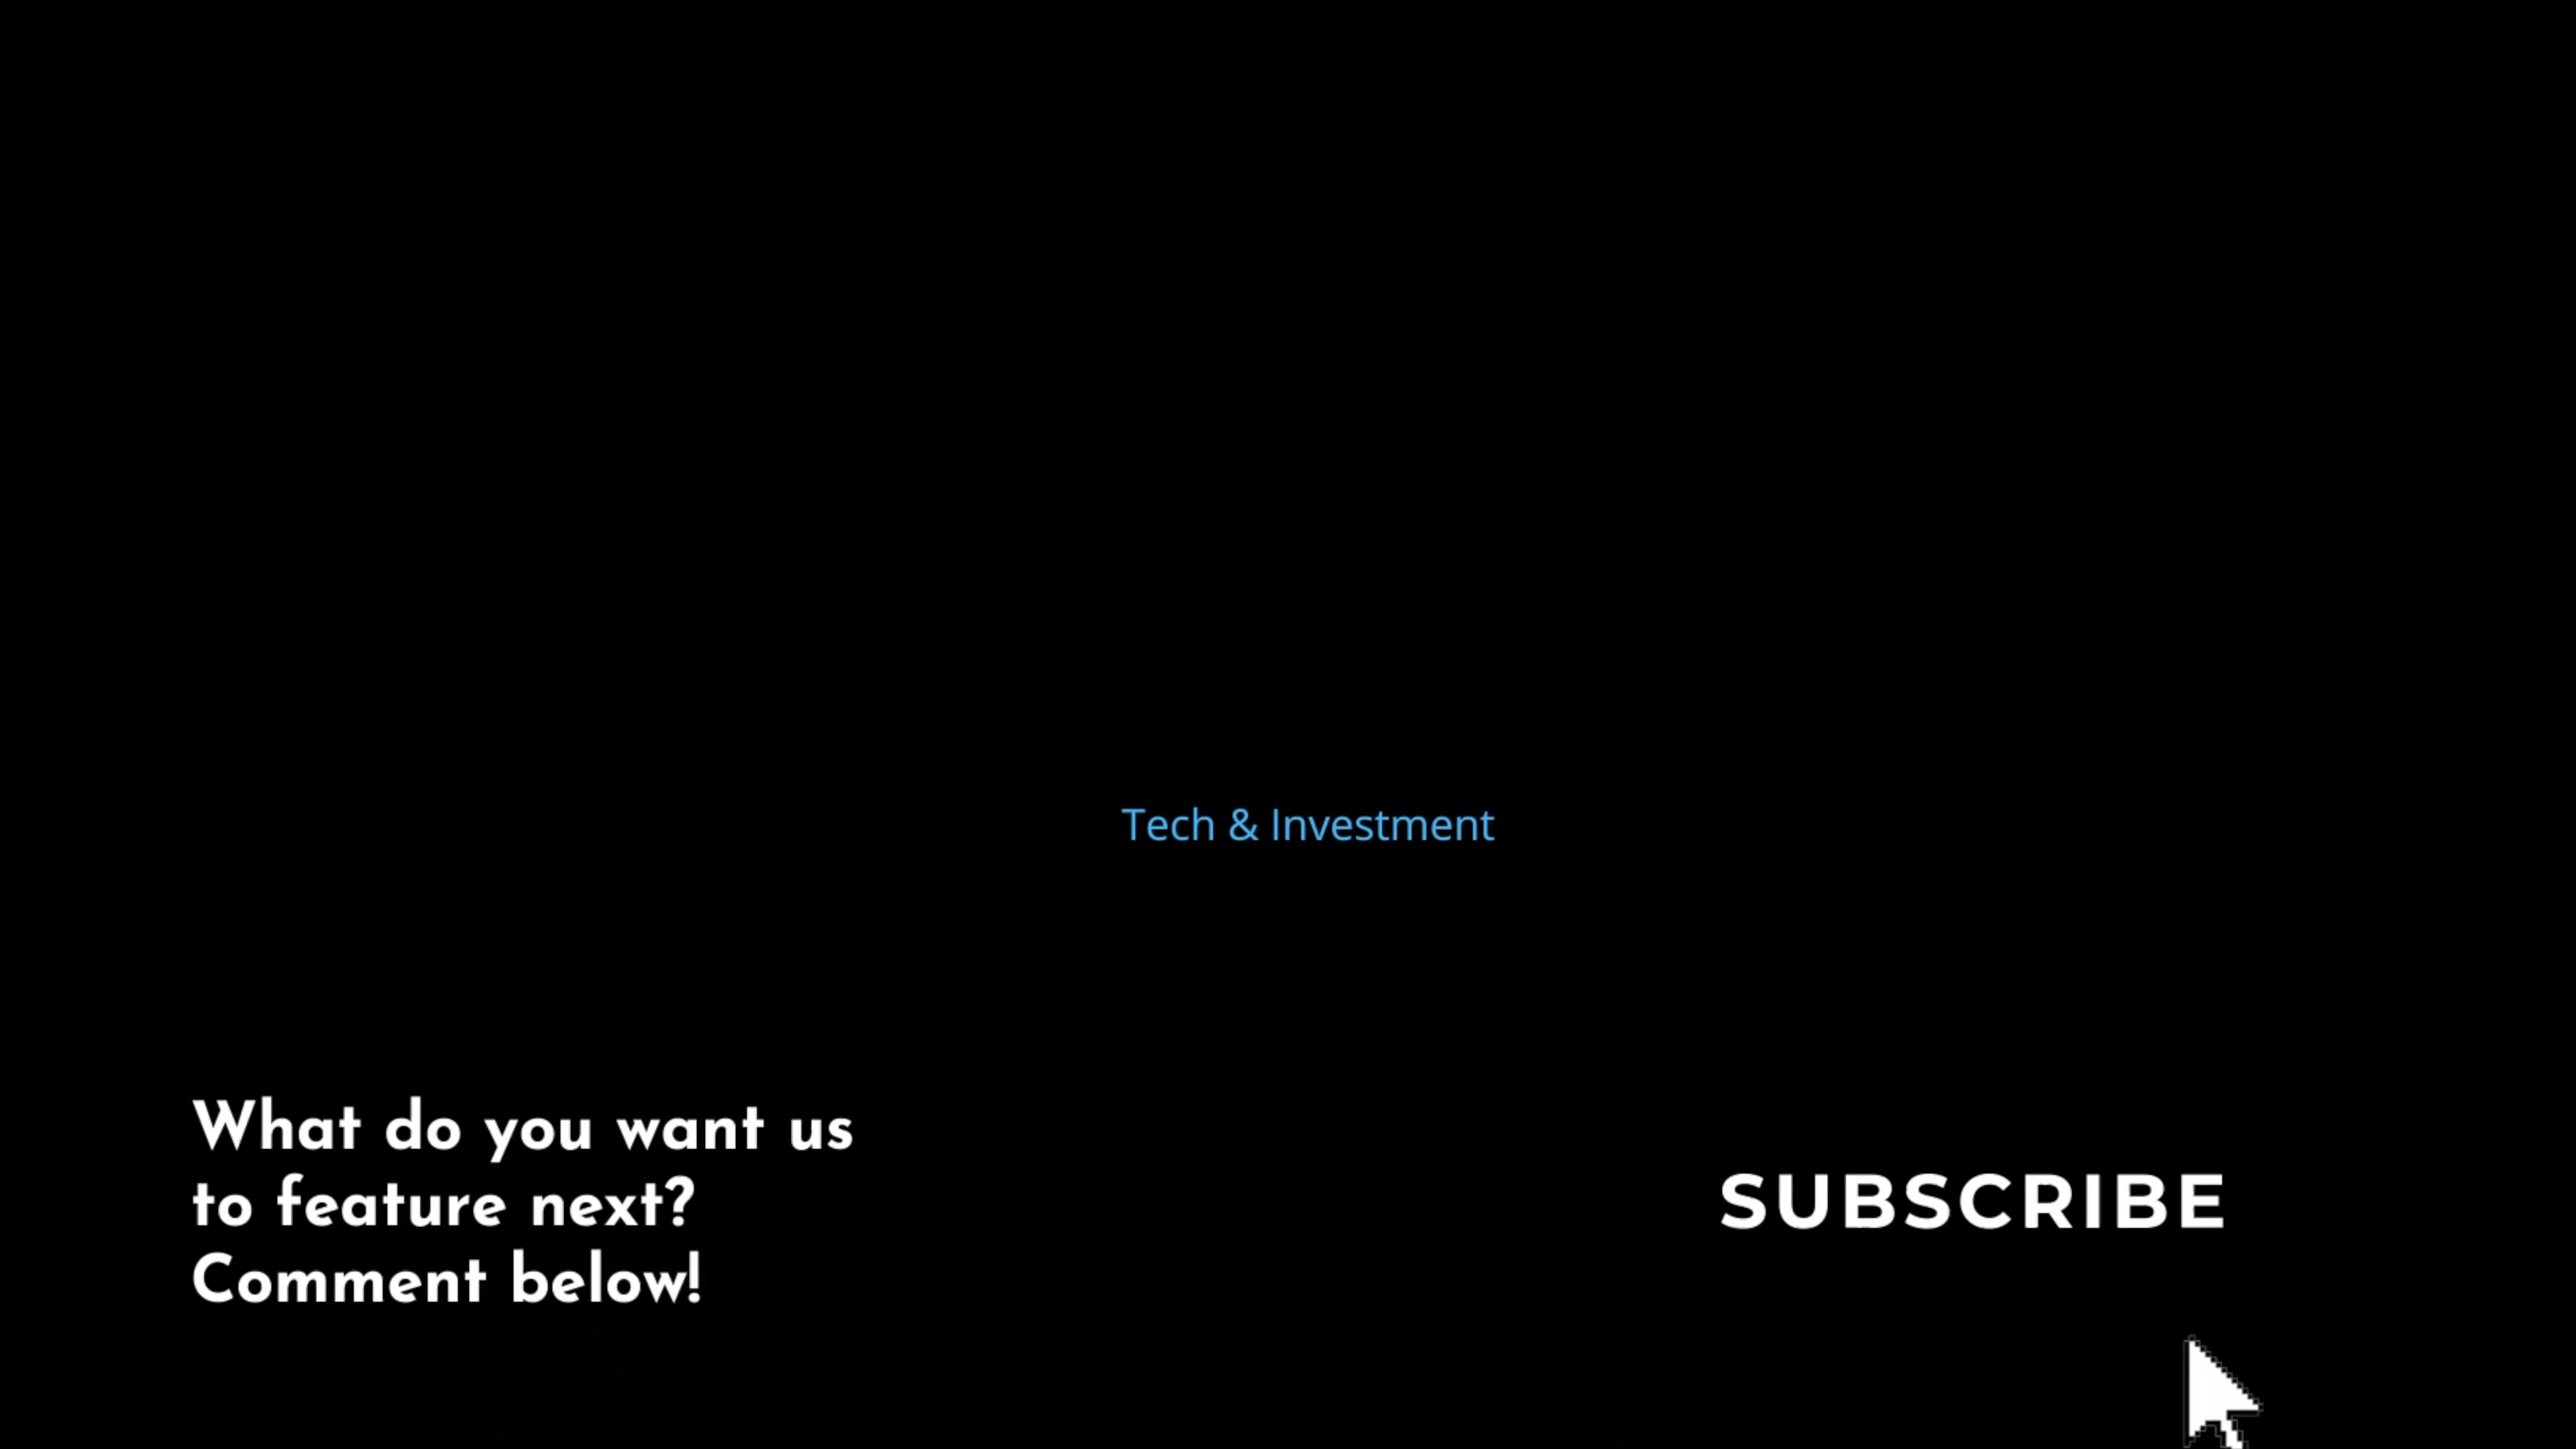 Tech & Investment
What do you want us
to feature next?
Comment below!
SUBSCRIBE